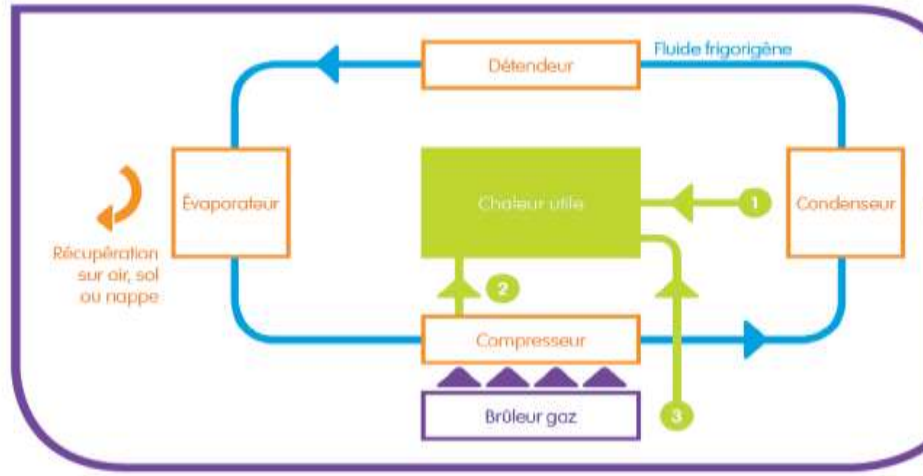 Fluide frigorigène
Détendeur
Évaporateur
Chaleur utile
1
Condenseur
Récupération
sur air, sol
ou nappe
2
Compresseur
Brûleur gaz
3